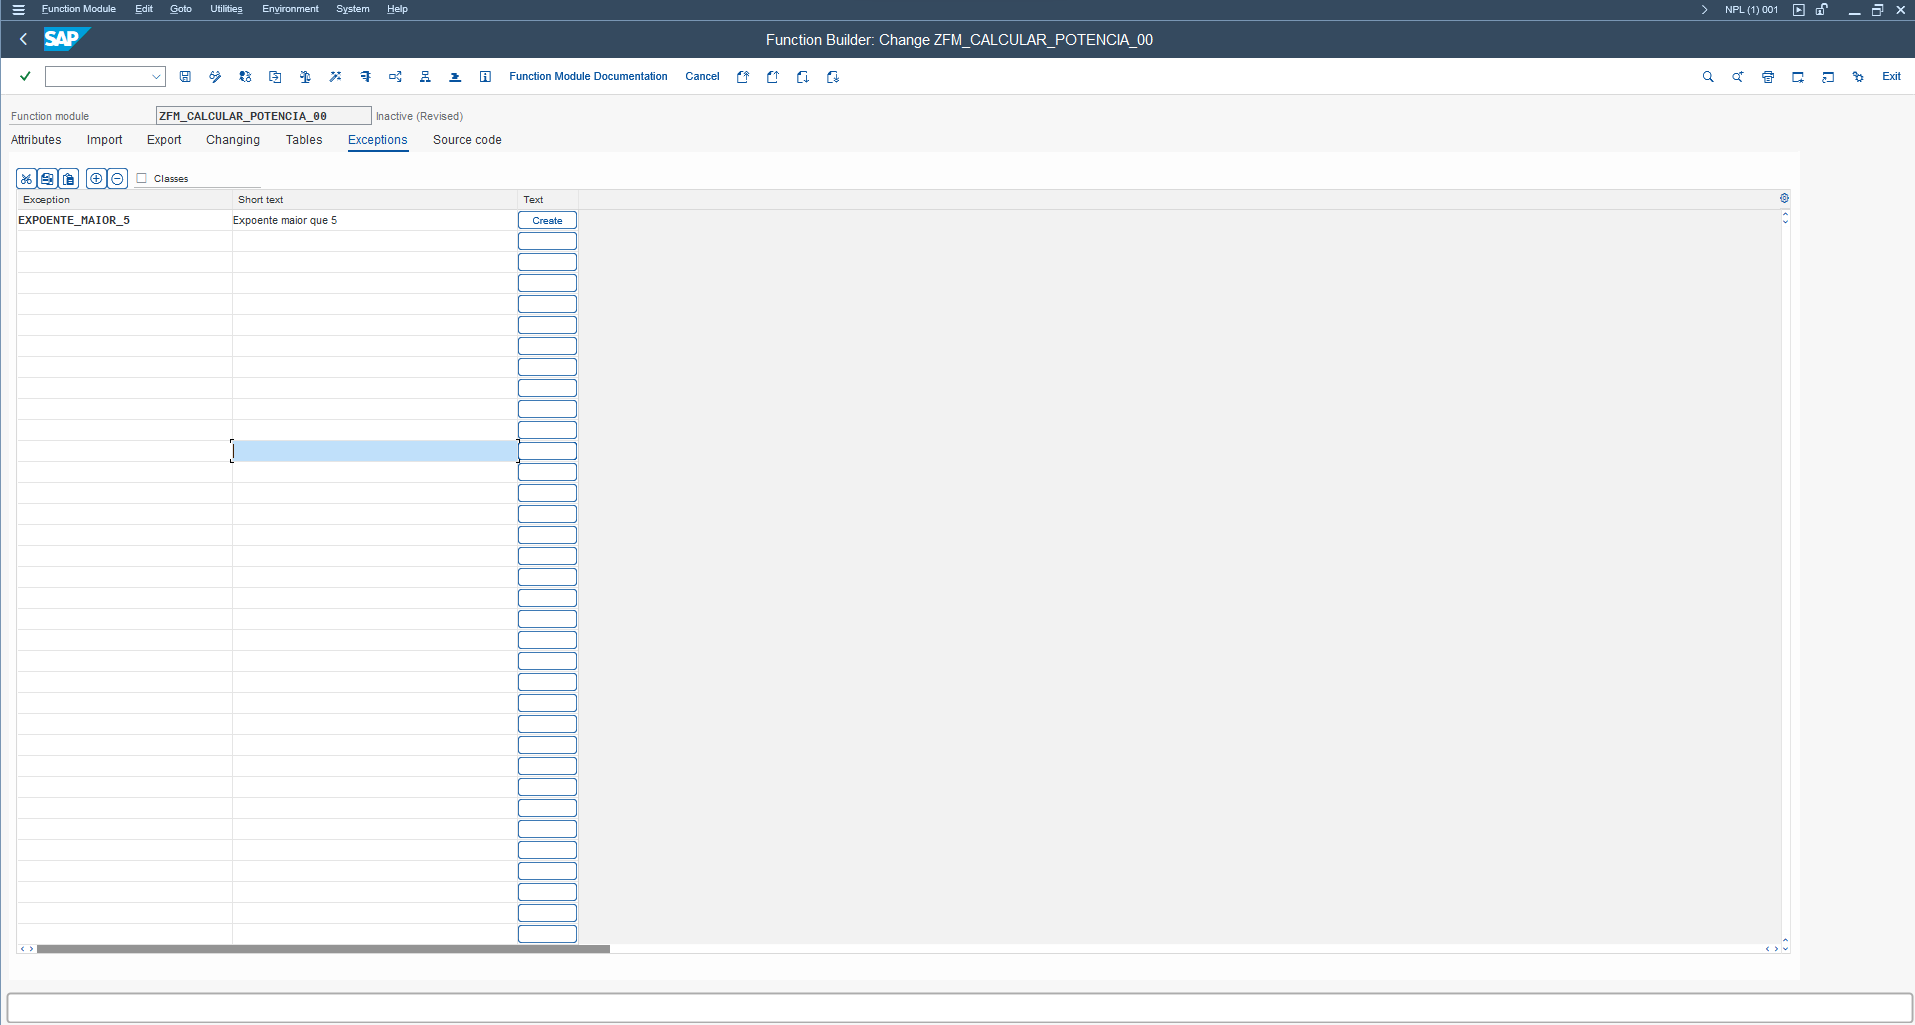 Function Module Edit Goto Utilities Environment System Help NPL (1) 001
SAP Function Builder: Change ZFM_CALCULAR_POTENCIA_00
Function Module Documentation Cancel Exit
Function module ZFM_CALCULAR_POTENCIA_00 Inactive (Revised)
Attributes Import Export Changing Tables Exceptions Source code
Classes
Exception Short text Text
EXPOENTE_MAIOR_5 Expoente maior que 5 Create